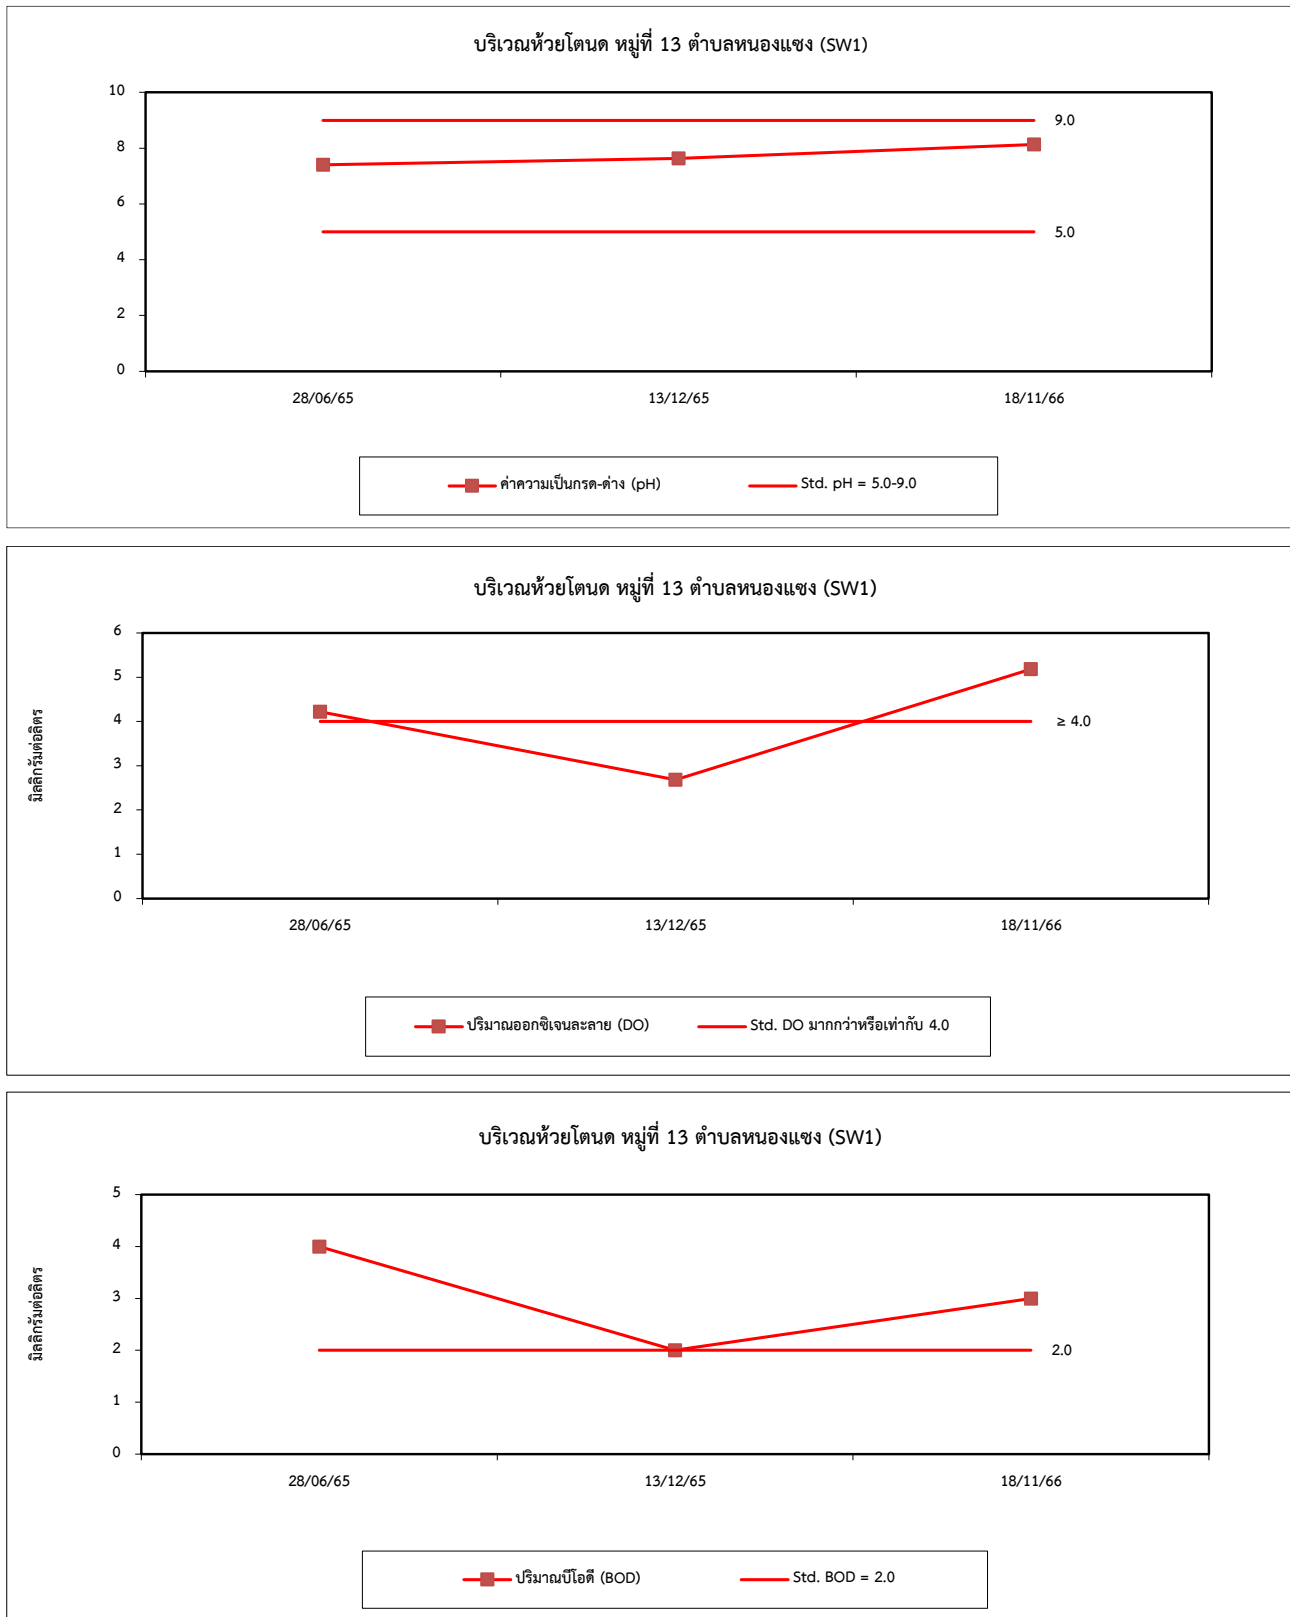 บริเวณห้วยโตนด หมู่ที่ 13 ตำบลหนองแซง (SW1)
10
8
6
4
2
0
9.0
5.0
28/06/65 13/12/65 18/11/66
ค่าความเป็นกรด-ด่าง (pH) Std. pH = 5.0-9.0
บริเวณห้วยโตนด หมู่ที่ 13 ตำบลหนองแซง (SW1)
มิลลิกรัมต่อลิตร
6
5
4
3
2
1
0
≥ 4.0
28/06/65 13/12/65 18/11/66
ปริมาณออกซิเจนละลาย (DO) Std. DO มากกว่าหรือเท่ากับ 4.0
บริเวณห้วยโตนด หมู่ที่ 13 ตำบลหนองแซง (SW1)
มิลลิกรัมต่อลิตร
5
4
3
2
1
0
2.0
28/06/65 13/12/65 18/11/66
ปริมาณบีโอดี (BOD) Std. BOD = 2.0